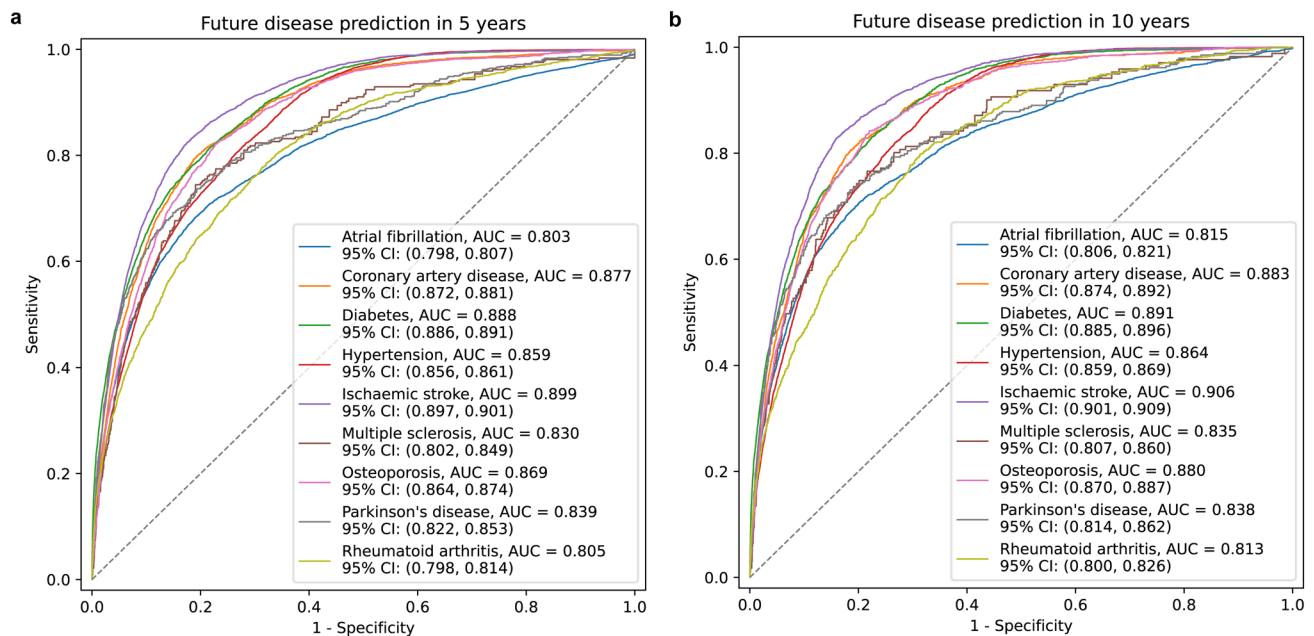 a
Future disease prediction in 5 years
1.0
0.8
0.6
0.4
0.2
0.0
Sensitivity
Atrial fibrillation, AUC = 0.803
95% CI: (0.798, 0.807)
Coronary artery disease, AUC = 0.877
95% CI: (0.872, 0.881)
Diabetes, AUC = 0.888
95% CI: (0.886, 0.891)
Hypertension, AUC = 0.859
95% CI: (0.856, 0.861)
Ischaemic stroke, AUC = 0.899
95% CI: (0.897, 0.901)
Multiple sclerosis, AUC = 0.830
95% CI: (0.802, 0.849)
Osteoporosis, AUC = 0.869
95% CI: (0.864, 0.874)
Parkinson's disease, AUC = 0.839
95% CI: (0.822, 0.853)
Rheumatoid arthritis, AUC = 0.805
95% CI: (0.798, 0.814)
0.0 0.2 0.4 0.6 0.8 1.0
1 - Specificity
b
Future disease prediction in 10 years
1.0
0.8
0.6
0.4
0.2
0.0
Sensitivity
Atrial fibrillation, AUC = 0.815
95% CI: (0.806, 0.821)
Coronary artery disease, AUC = 0.883
95% CI: (0.874, 0.892)
Diabetes, AUC = 0.891
95% CI: (0.885, 0.896)
Hypertension, AUC = 0.864
95% CI: (0.859, 0.869)
Ischaemic stroke, AUC = 0.906
95% CI: (0.901, 0.909)
Multiple sclerosis, AUC = 0.835
95% CI: (0.807, 0.860)
Osteoporosis, AUC = 0.880
95% CI: (0.870, 0.887)
Parkinson's disease, AUC = 0.838
95% CI: (0.814, 0.862)
Rheumatoid arthritis, AUC = 0.813
95% CI: (0.800, 0.826)
0.0 0.2 0.4 0.6 0.8 1.0
1 - Specificity